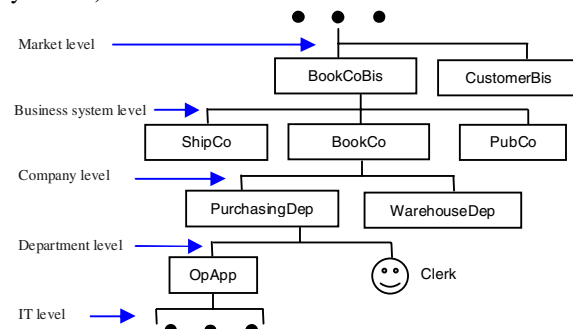 Market level
BookCoBis
CustomerBis
Business system level
ShipCo
BookCo
PubCo
Company level
PurchasingDep
WarehouseDep
Department level
OpApp
Clerk
IT level